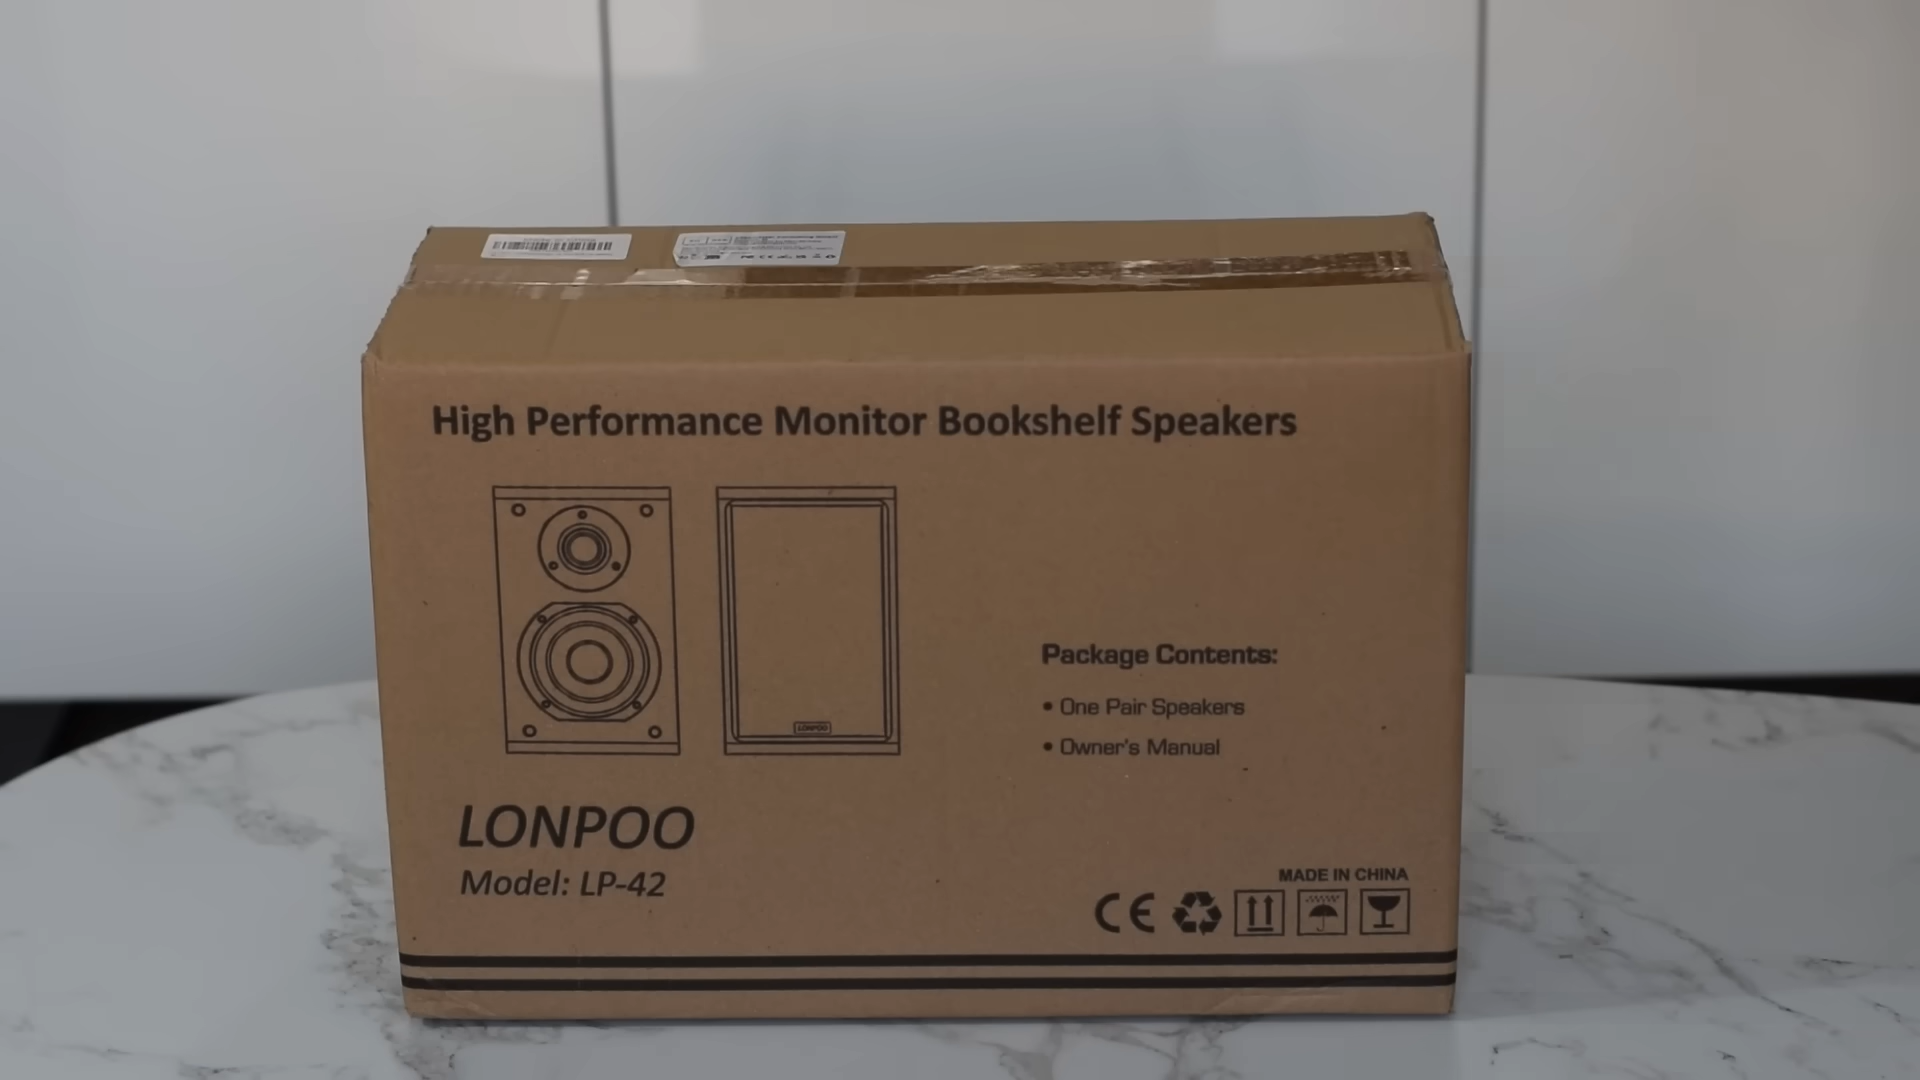 High Performance Monitor Bookshelf Speakers
LONPOO
Package Contents:
• One Pair Speakers
• Owner's Manual
LONPOO
Model: LP-42
MADE IN CHINA
CE